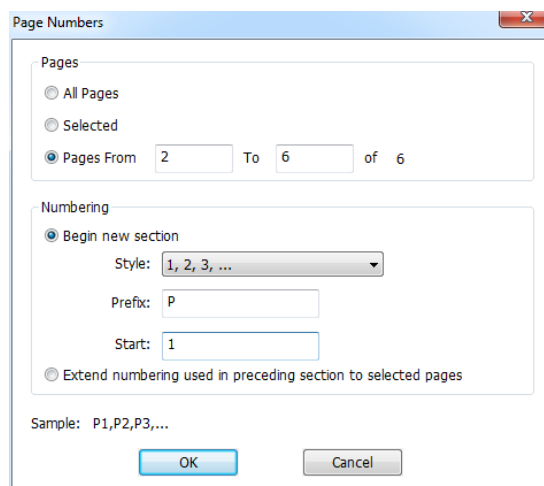 Page Numbers
Pages
All Pages
Selected
Pages From 2 To 6 of 6
Numbering
Begin new section
Style: 1, 2, 3, ...
Prefix: P
Start: 1
Extend numbering used in preceding section to selected pages
Sample: P1,P2,P3,...
OK Cancel